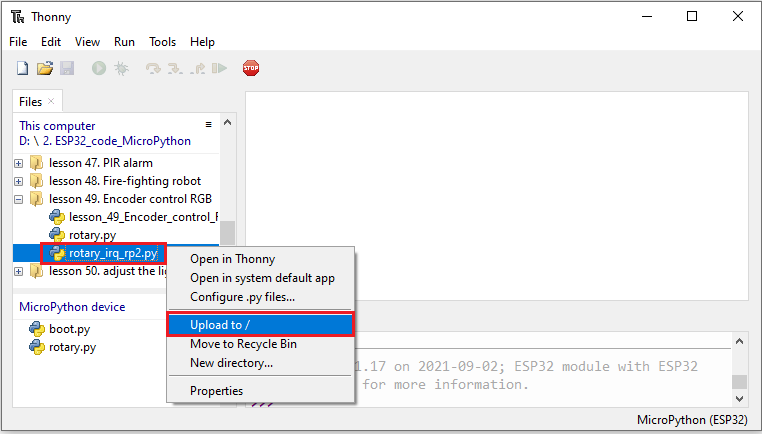 Thonny
File Edit View Run Tools Help
STOP
Files
This computer
D: \ 2. ESP32_code_MicroPython
lesson 47. PIR alarm
lesson 48. Fire-fighting robot
lesson 49. Encoder control RGB
lesson_49_Encoder_control_
rotary.py
rotary_irq_rp2.py
lesson 50. adjust the li
Open in Thonny
Open in system default app
Configure .py files...
Upload to /
Move to Recycle Bin
New directory...
Properties
MicroPython device
boot.py
rotary.py
1.17 on 2021-09-02; ESP32 module with ESP32
for more information.
>>>
MicroPython (ESP32)